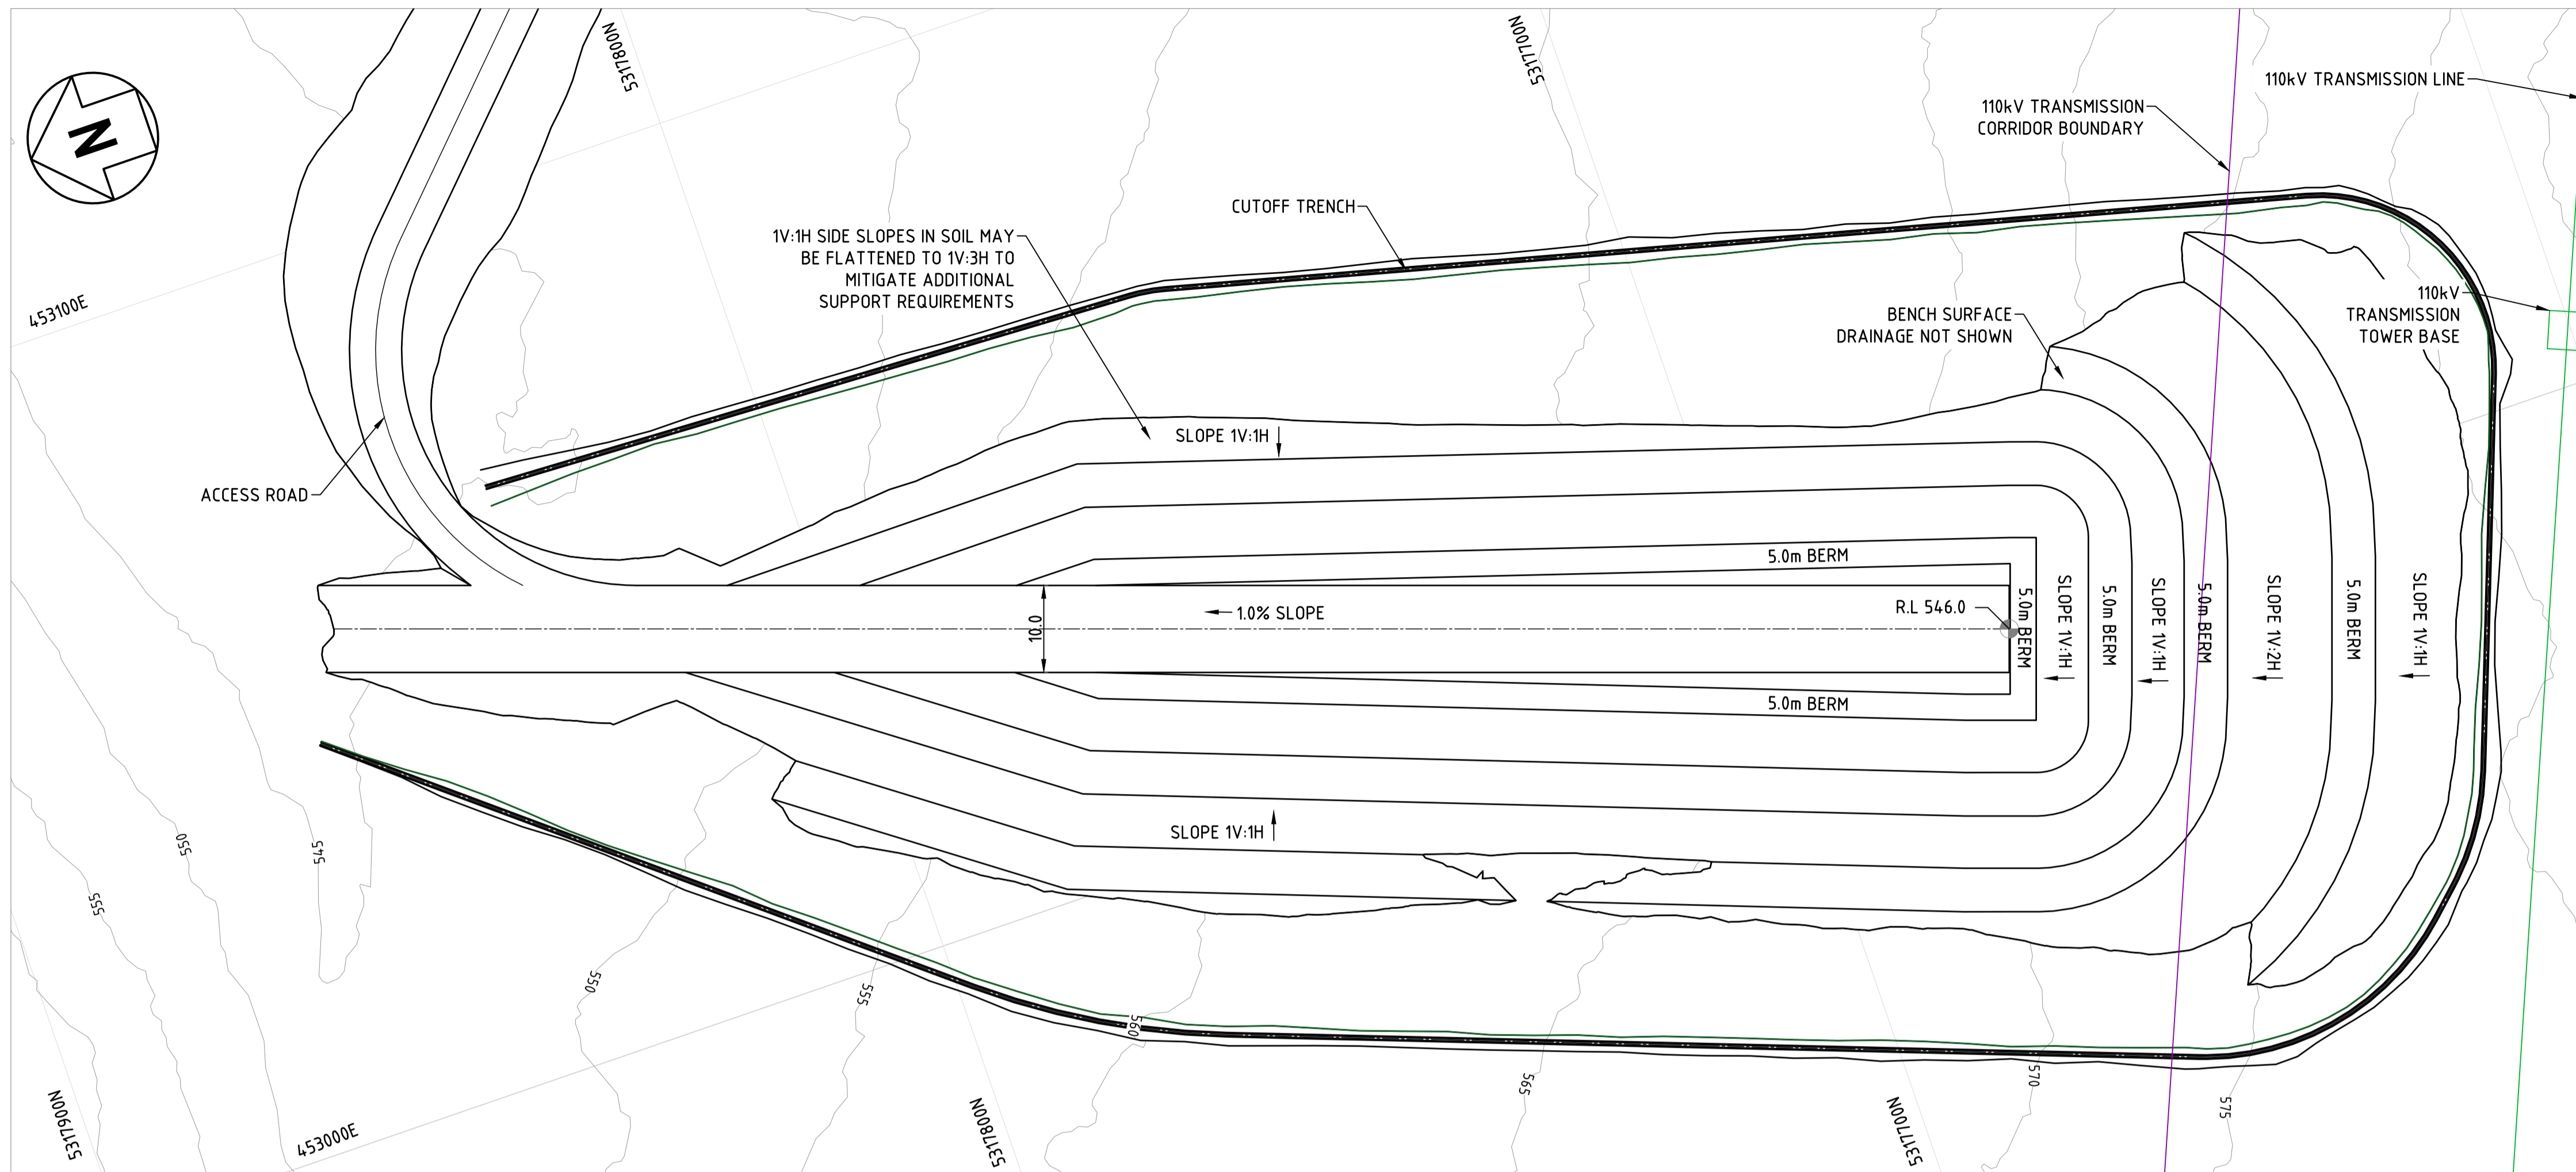 5317800N
5317700N
110kV TRANSMISSION LINE
110kV TRANSMISSION
CORRIDOR BOUNDARY
N
CUTOFF TRENCH
1V:1H SIDE SLOPES IN SOIL MAY
BE FLATTENED TO 1V:3H TO
MITIGATE ADDITIONAL
SUPPORT REQUIREMENTS
453100E
110kV
TRANSMISSION
TOWER BASE
BENCH SURFACE
DRAINAGE NOT SHOWN
SLOPE 1V:1H
ACCESS ROAD
5.0m BERM
10.0
1.0% SLOPE
R.L 546.0
5.0m BERM
SLOPE 1V:1H
5.0m BERM
SLOPE 1V:1H
5.0m BERM
SLOPE 1V:2H
5.0m BERM
SLOPE 1V:1H
5.0m BERM
SLOPE 1V:1H
550
545
555
550
555
560
565
570
575
5317900N
453000E
5317800N
5317700N